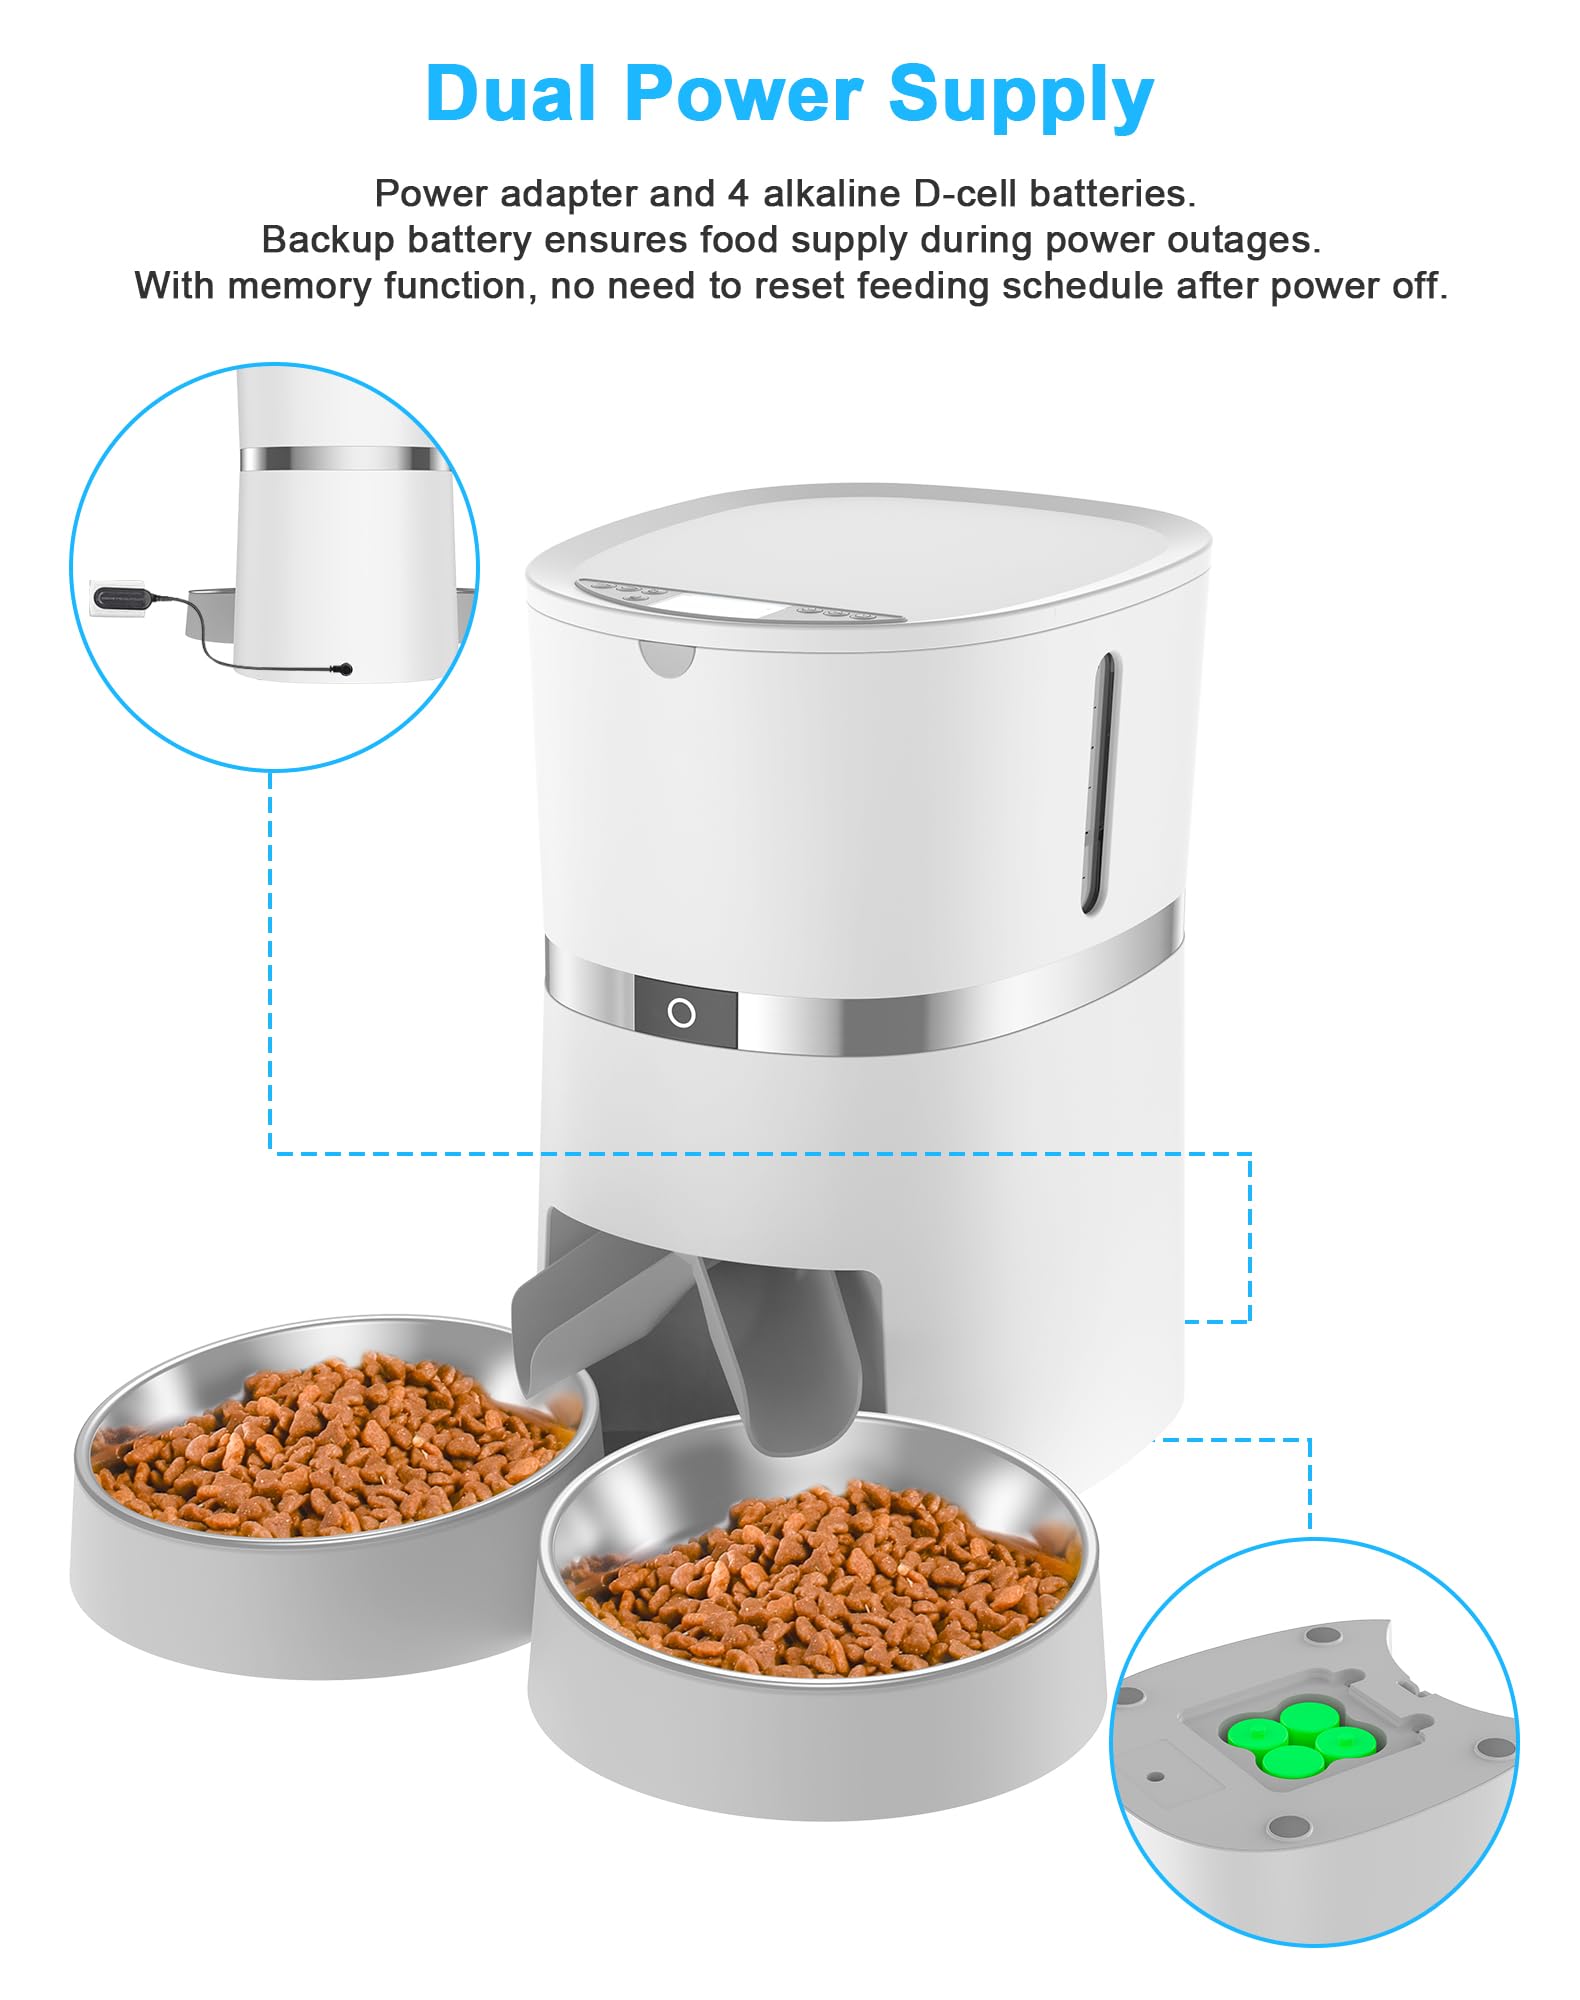 Dual Power Supply
Power adapter and 4 alkaline D-cell batteries.
Backup battery ensures food supply during power outages.
With memory function, no need to reset feeding schedule after power off.